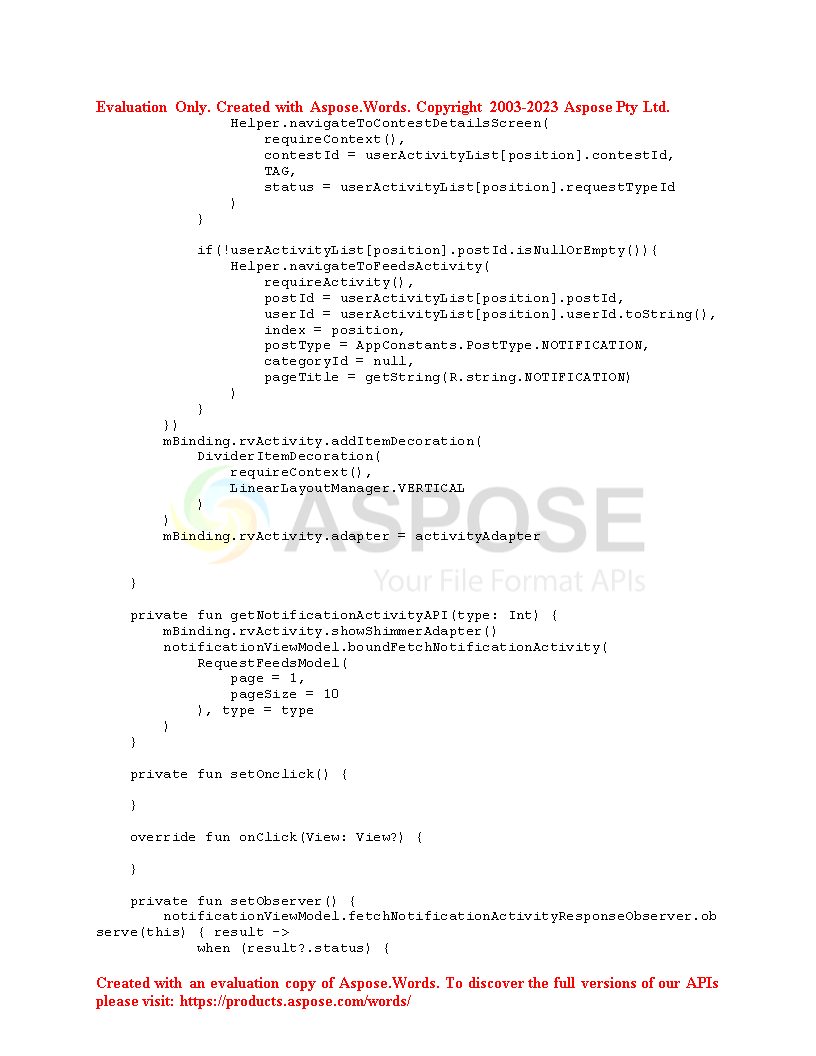 Evaluation Only. Created with Aspose.Words. Copyright 2003-2023 Aspose Pty Ltd.
                Helper.navigateToContestDetailsScreen(
                    requireContext(),
                    contestId = userActivityList[position].contestId,
                    TAG,
                    status = userActivityList[position].requestTypeId
                )
            }

            if(!userActivityList[position].postId.isNullOrEmpty()){
                Helper.navigateToFeedsActivity(
                    requireActivity(),
                    postId = userActivityList[position].postId,
                    userId = userActivityList[position].userId.toString(),
                    index = position,
                    postType = AppConstants.PostType.NOTIFICATION,
                    categoryId = null,
                    pageTitle = getString(R.string.NOTIFICATION)
                )
            }
        })
        mBinding.rvActivity.addItemDecoration(
            DividerItemDecoration(
                requireContext(),
                LinearLayoutManager.VERTICAL
            )
        )
        mBinding.rvActivity.adapter = activityAdapter
ASPOSE
Your File Format APIs

    }

    private fun getNotificationActivityAPI(type: Int) {
        mBinding.rvActivity.showShimmerAdapter()
        notificationViewModel.boundFetchNotificationActivity(
            RequestFeedsModel(
                page = 1,
                pageSize = 10
            ), type = type
        )
    }

    private fun setOnclick() {

    }

    override fun onClick(View: View?) {

    }

    private fun setObserver() {
        notificationViewModel.fetchNotificationActivityResponseObserver.ob
serve(this) { result ->
            when (result?.status) {

Created with an evaluation copy of Aspose.Words. To discover the full versions of our APIs
please visit: https://products.aspose.com/words/